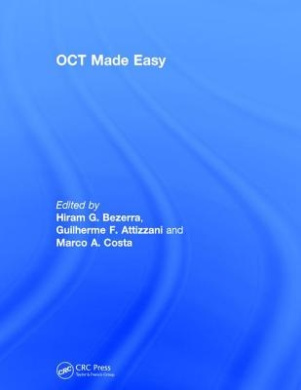 OCT Made Easy
Edited by
Hiram G. Bezerra,
Guilherme F. Attizzani and
Marco A. Costa
CRC Press
Taylor & Francis Group